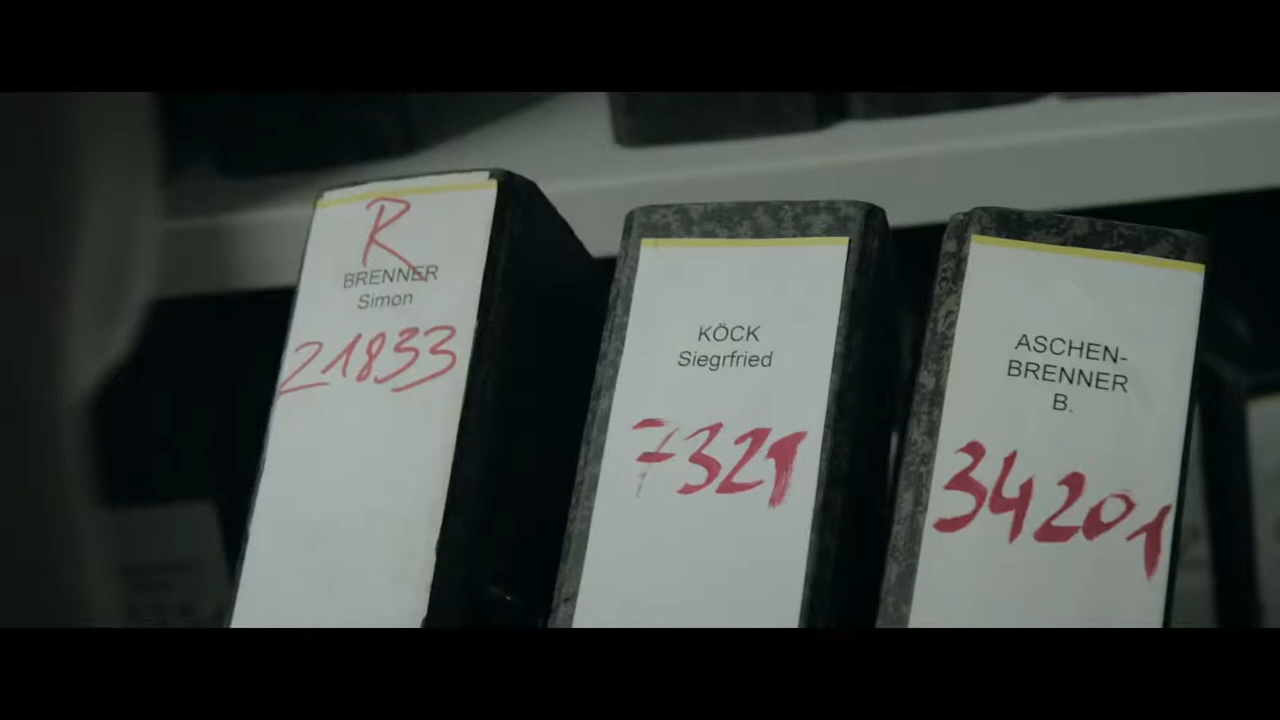 R
BRENNER
Simon
21833
KÖCK
Siegrfried
7321
ASCHEN-
BRENNER
B.
34201